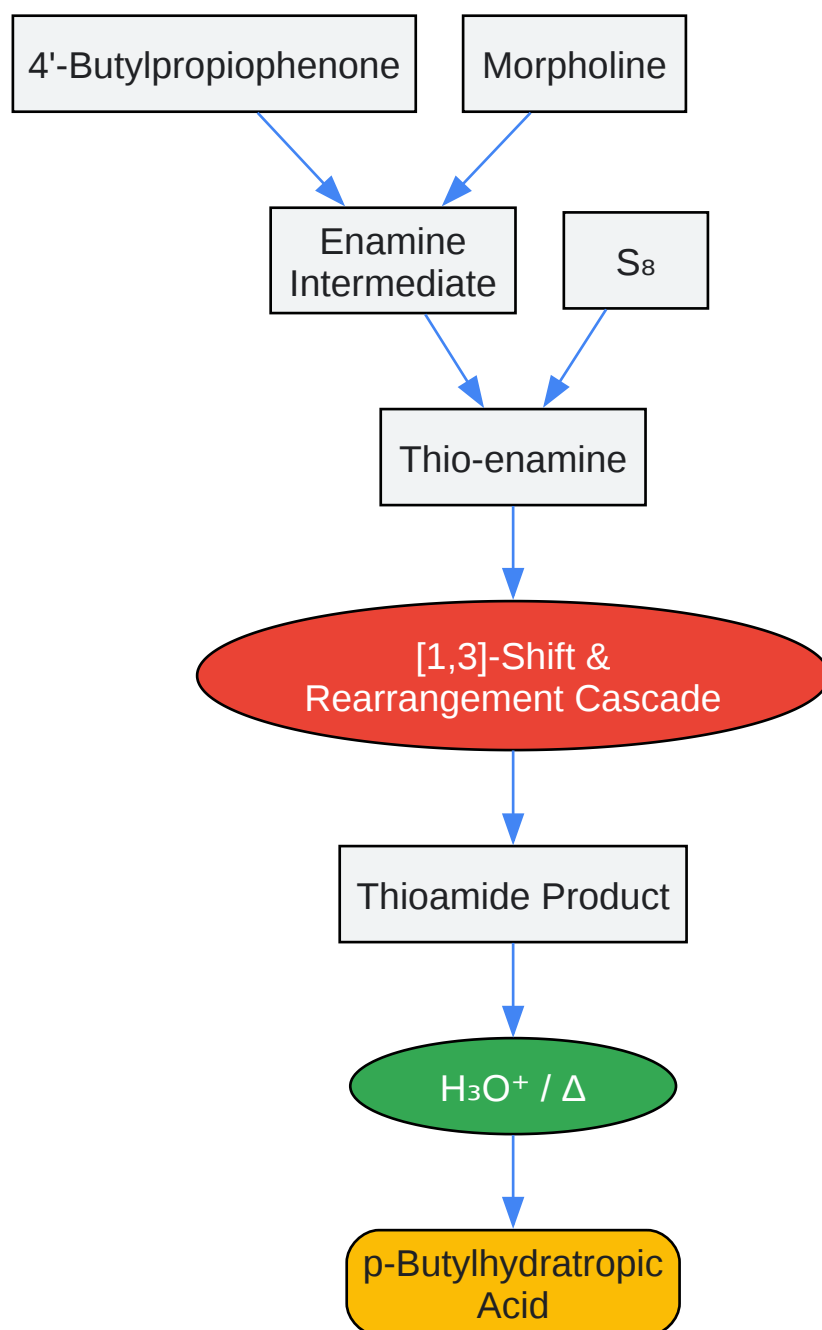 4'-Butylpropiophenone
Morpholine
Enamine
Intermediate
S₈
Thio-enamine
[1,3]-Shift &
Rearrangement Cascade
Thioamide Product
H₃O⁺ / Δ
p-Butylhydratropic
Acid